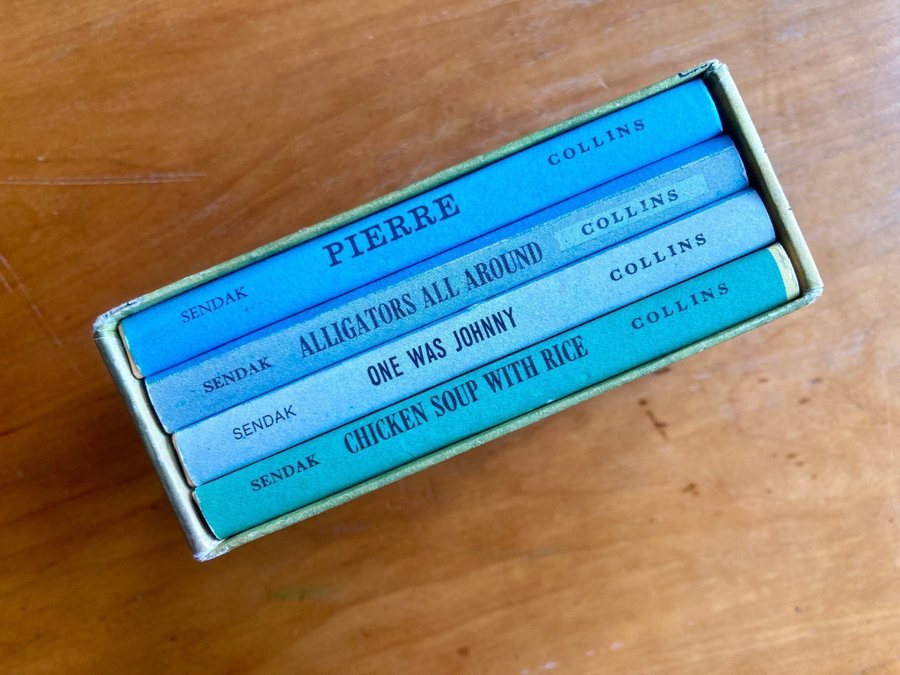 SENDAK PIERRE COLLINS
SENDAK ALLIGATORS ALL AROUND COLLINS
SENDAK ONE WAS JOHNNY COLLINS
SENDAK CHICKEN SOUP WITH RICE COLLINS